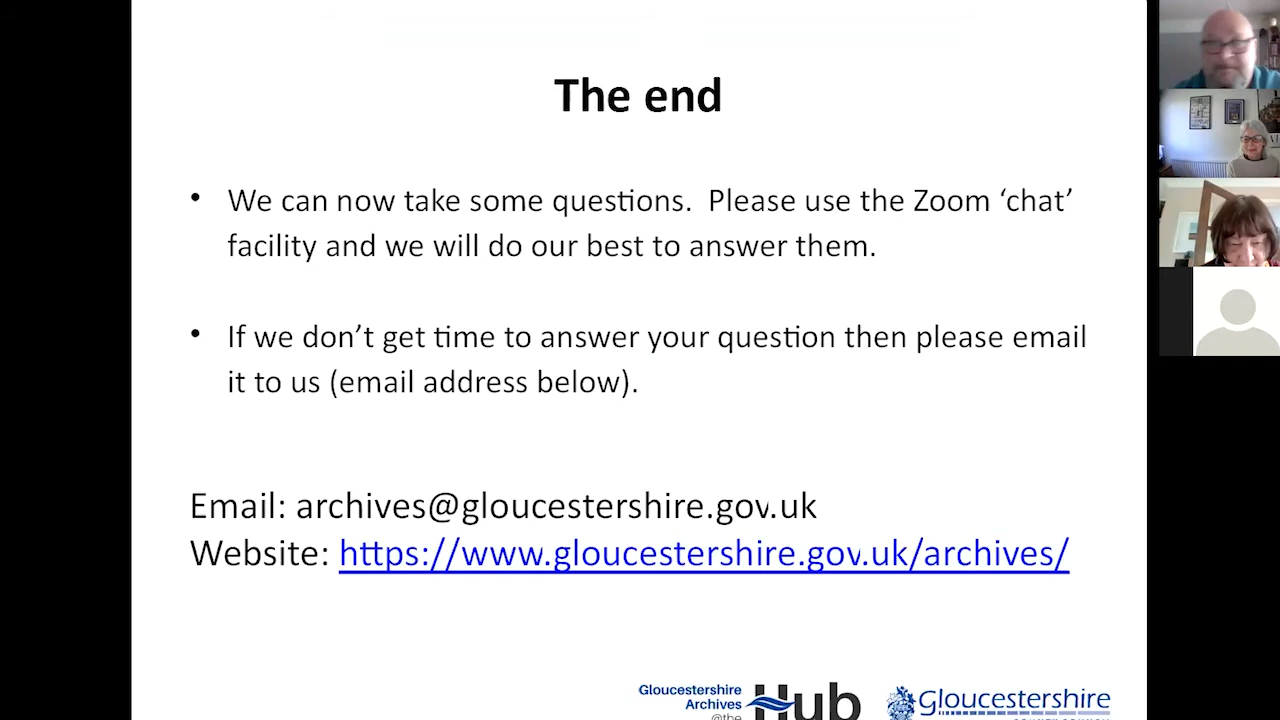 The end
• We can now take some questions.  Please use the Zoom ‘chat’
facility and we will do our best to answer them.
• If we don’t get time to answer your question then please email
it to us (email address below).
Email: archives@gloucestershire.gov.uk
Website: https://www.gloucestershire.gov.uk/archives/
Gloucestershire
Archives
@the
Hub
Gloucestershire